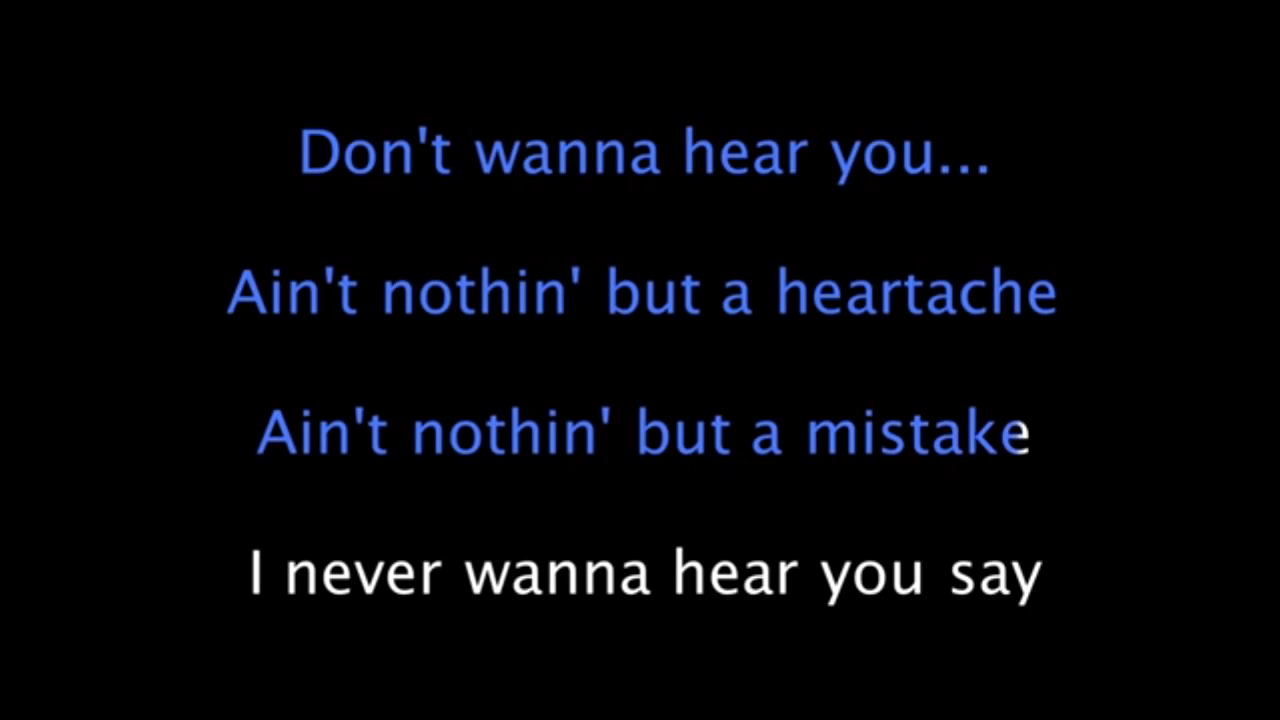 Don't wanna hear you...
Ain't nothin' but a heartache
Ain't nothin' but a mistake
I never wanna hear you say